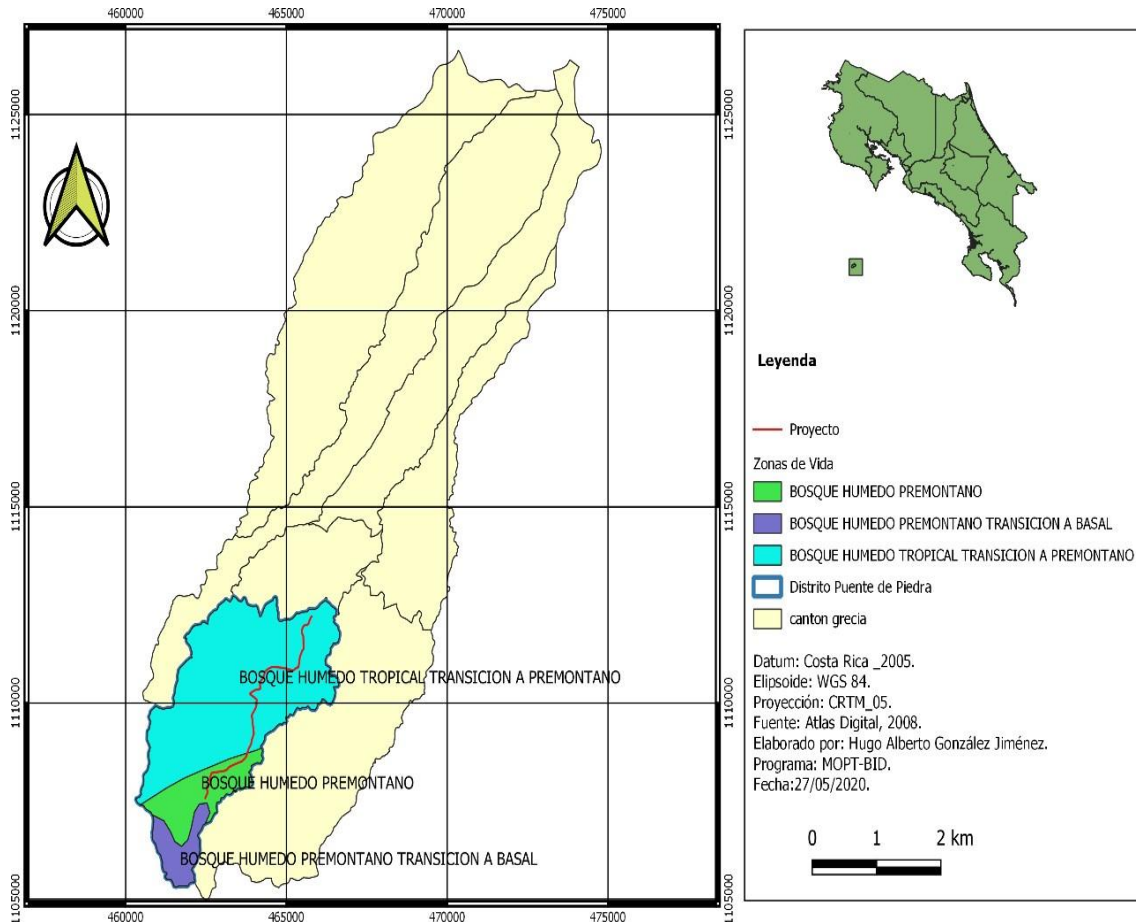 460000 465000 470000 475000
1125000
1120000
1115000
1110000
1105000
1125000
1120000
1115000
1110000
1105000
BOSQUE HUMEDO TROPICAL TRANSICION A PREMONTANO
BOSQUE HUMEDO PREMONTANO
BOSQUE HUMEDO PREMONTANO TRANSICION A BASAL
460000 465000 470000 475000
Leyenda
Proyecto
Zonas de Vida
BOSQUE HUMEDO PREMONTANO
BOSQUE HUMEDO PREMONTANO TRANSICION A BASAL
BOSQUE HUMEDO TROPICAL TRANSICION A PREMONTANO
Distrito Puente de Piedra
canton grecia
Datum: Costa Rica _2005.
Elipsoide: WGS 84.
Proyección: CRTM_05.
Fuente: Atlas Digital, 2008.
Elaborado por: Hugo Alberto González Jiménez.
Programa: MOPT-BID.
Fecha:27/05/2020.
0 1 2 km